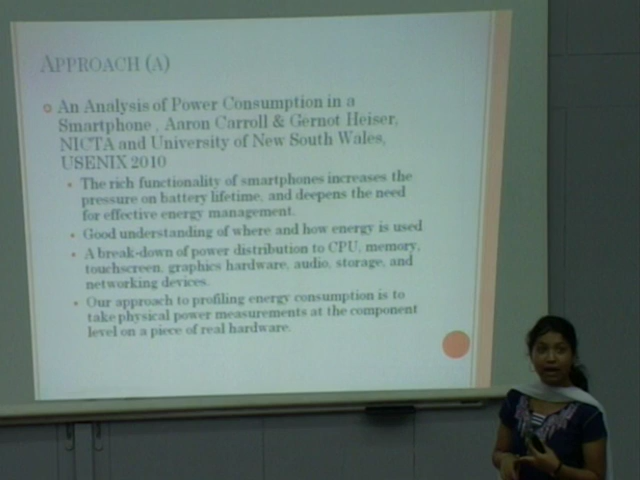 APPROACH (A)
An Analysis of Power Consumption in a
Smartphone , Aaron Carroll & Gernot Heiser,
NICTA and University of New South Wales,
USENIX 2010
The rich functionality of smartphones increases the
pressure on battery lifetime, and deepens the need
for effective energy management.
Good understanding of where and how energy is used
A break-down of power distribution to CPU, memory,
touchscreen, graphics hardware, audio, storage, and
networking devices.
Our approach to profiling energy consumption is to
take physical power measurements at the component
level on a piece of real hardware.